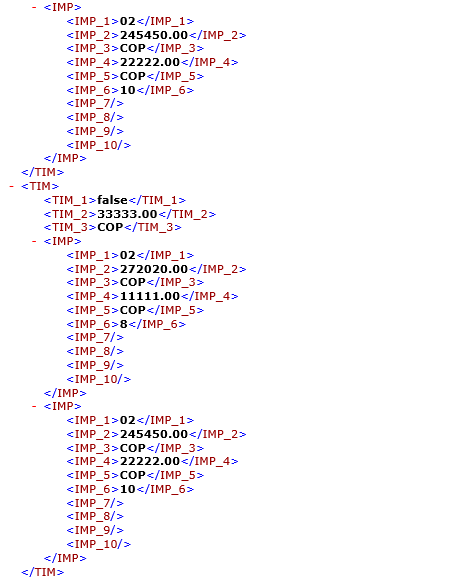 - <IMP>
<IMP_1>02</IMP_1>
<IMP_2>245450.00</IMP_2>
<IMP_3>COP</IMP_3>
<IMP_4>22222.00</IMP_4>
<IMP_5>COP</IMP_5>
<IMP_6>10</IMP_6>
<IMP_7/>
<IMP_8/>
<IMP_9/>
<IMP_10/>
</IMP>
</TIM>
- <TIM>
<TIM_1>false</TIM_1>
<TIM_2>33333.00</TIM_2>
<TIM_3>COP</TIM_3>
- <IMP>
<IMP_1>02</IMP_1>
<IMP_2>272020.00</IMP_2>
<IMP_3>COP</IMP_3>
<IMP_4>11111.00</IMP_4>
<IMP_5>COP</IMP_5>
<IMP_6>8</IMP_6>
<IMP_7/>
<IMP_8/>
<IMP_9/>
<IMP_10/>
</IMP>
- <IMP>
<IMP_1>02</IMP_1>
<IMP_2>245450.00</IMP_2>
<IMP_3>COP</IMP_3>
<IMP_4>22222.00</IMP_4>
<IMP_5>COP</IMP_5>
<IMP_6>10</IMP_6>
<IMP_7/>
<IMP_8/>
<IMP_9/>
<IMP_10/>
</IMP>
</TIM>